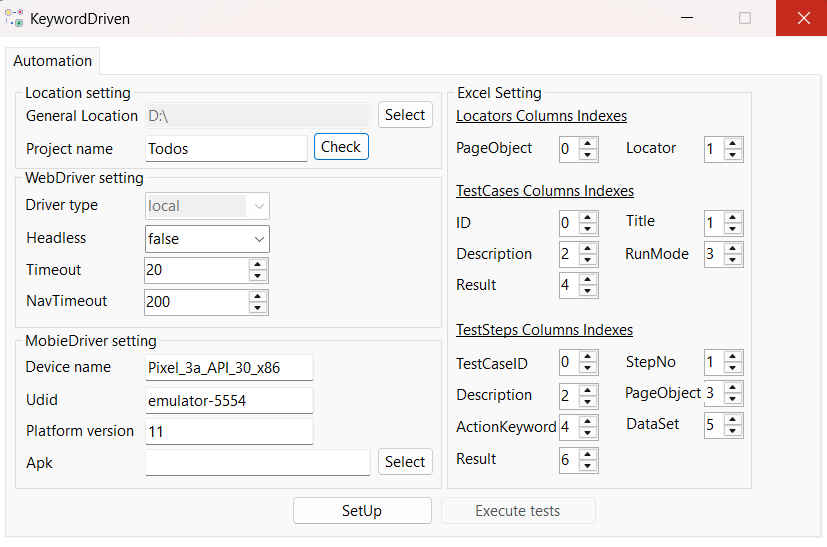 KeywordDriven
Automation
Location setting
General Location D:\ Select
Project name Todos Check
WebDriver setting
Driver type local
Headless false
Timeout 20
NavTimeout 200
MobieDriver setting
Device name Pixel_3a_API_30_x86
Udid emulator-5554
Platform version 11
Apk Select
Excel Setting
Locators Columns Indexes
PageObject 0 Locator 1
TestCases Columns Indexes
ID 0 Title 1
Description 2 RunMode 3
Result 4
TestSteps Columns Indexes
TestCaseID 0 StepNo 1
Description 2 PageObject 3
ActionKeyword 4 DataSet 5
Result 6
SetUp Execute tests